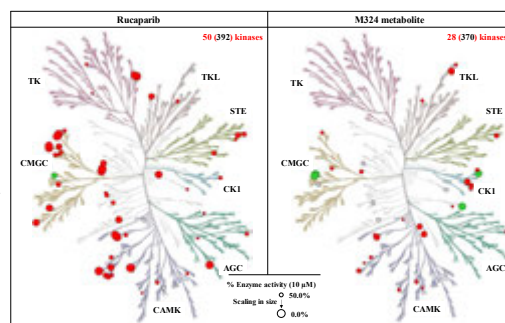 Rucaparib
M324 metabolite
50 (392) kinases
28 (370) kinases
TK
TKL
STE
CMGC
CK1
AGC
CAMK
TK
TKL
STE
CMGC
CK1
AGC
CAMK
% Enzyme activity (10 µM)
Scaling in size
50.0%
0.0%